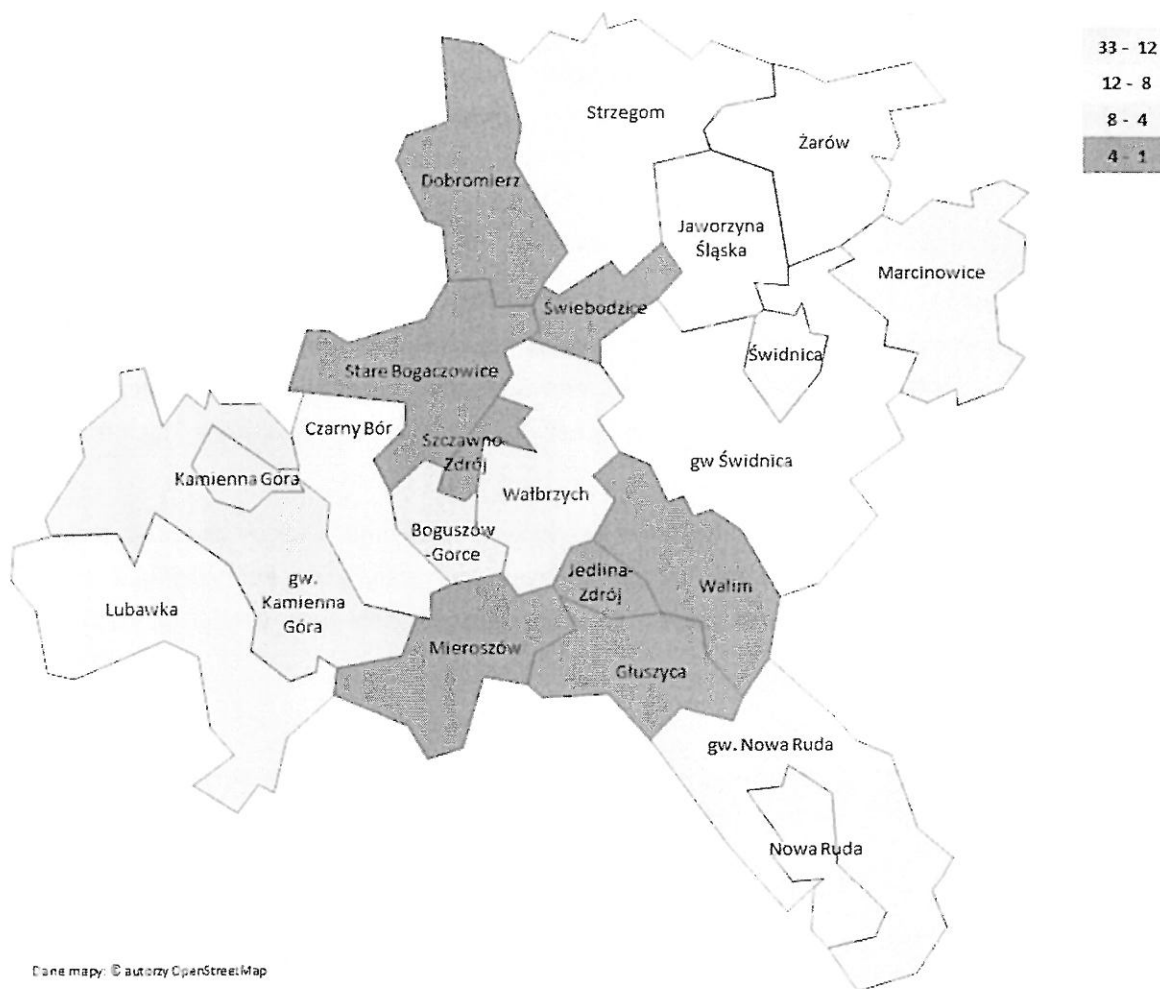 33 - 12
12 - 8
8 - 4
4 - 1
Strzegom
Żarów
Dobromierz
Jaworzyna
Śląska
Marcinowice
Świebodzice
Świdnica
Stare Bogaczowice
Czarny Bór
Szczawno-
Zdrój
gw Świdnica
Kamienna Góra
Wałbrzych
Boguszów
-Gorce
Jedlina-
Zdrój
Walim
gw.
Kamienna
Góra
Lubawka
Mieroszów
Głuszyca
gw. Nowa Ruda
Nowa Ruda
Dane mapy: © autorzy OpenStreetMap